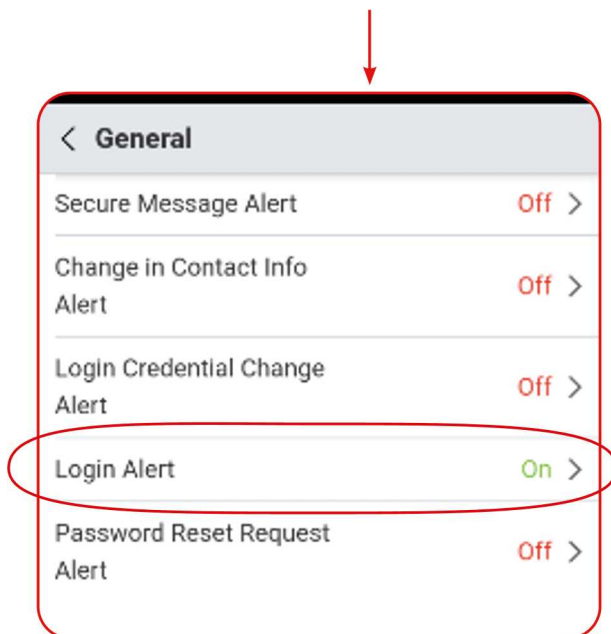 General
Secure Message Alert Off
Change in Contact Info
Alert
Off
Login Credential Change
Alert
Off
Login Alert On
Password Reset Request
Alert
Off